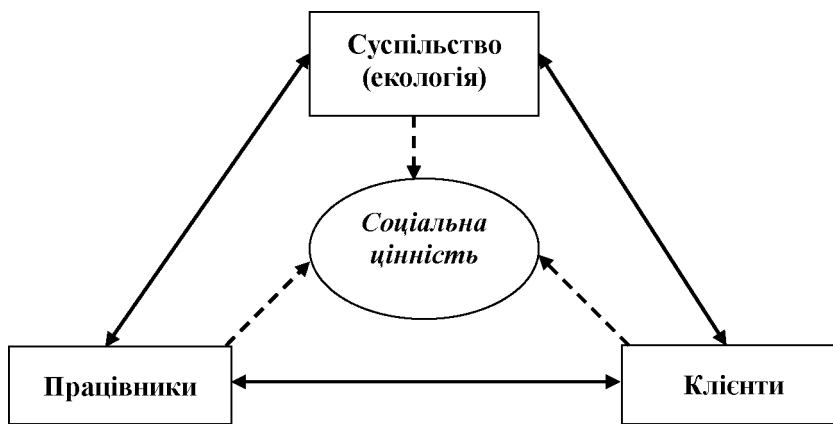 Суспільство
(екологія)
Соціальна
цінність
Працівники
Клієнти